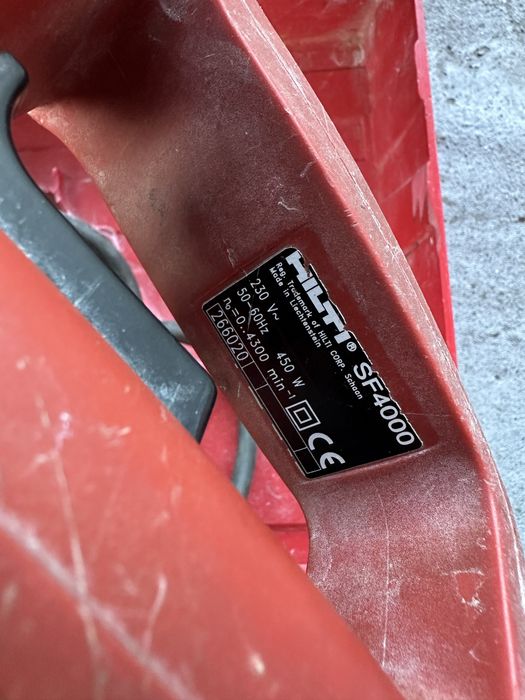 HILTI® SF4000
Reg. Trademark of HILTI CORP. Schaan
Made in Liechtenstein
230 V~ 450 W
50-60Hz
n₀=0...4300 min-1
266020
CE